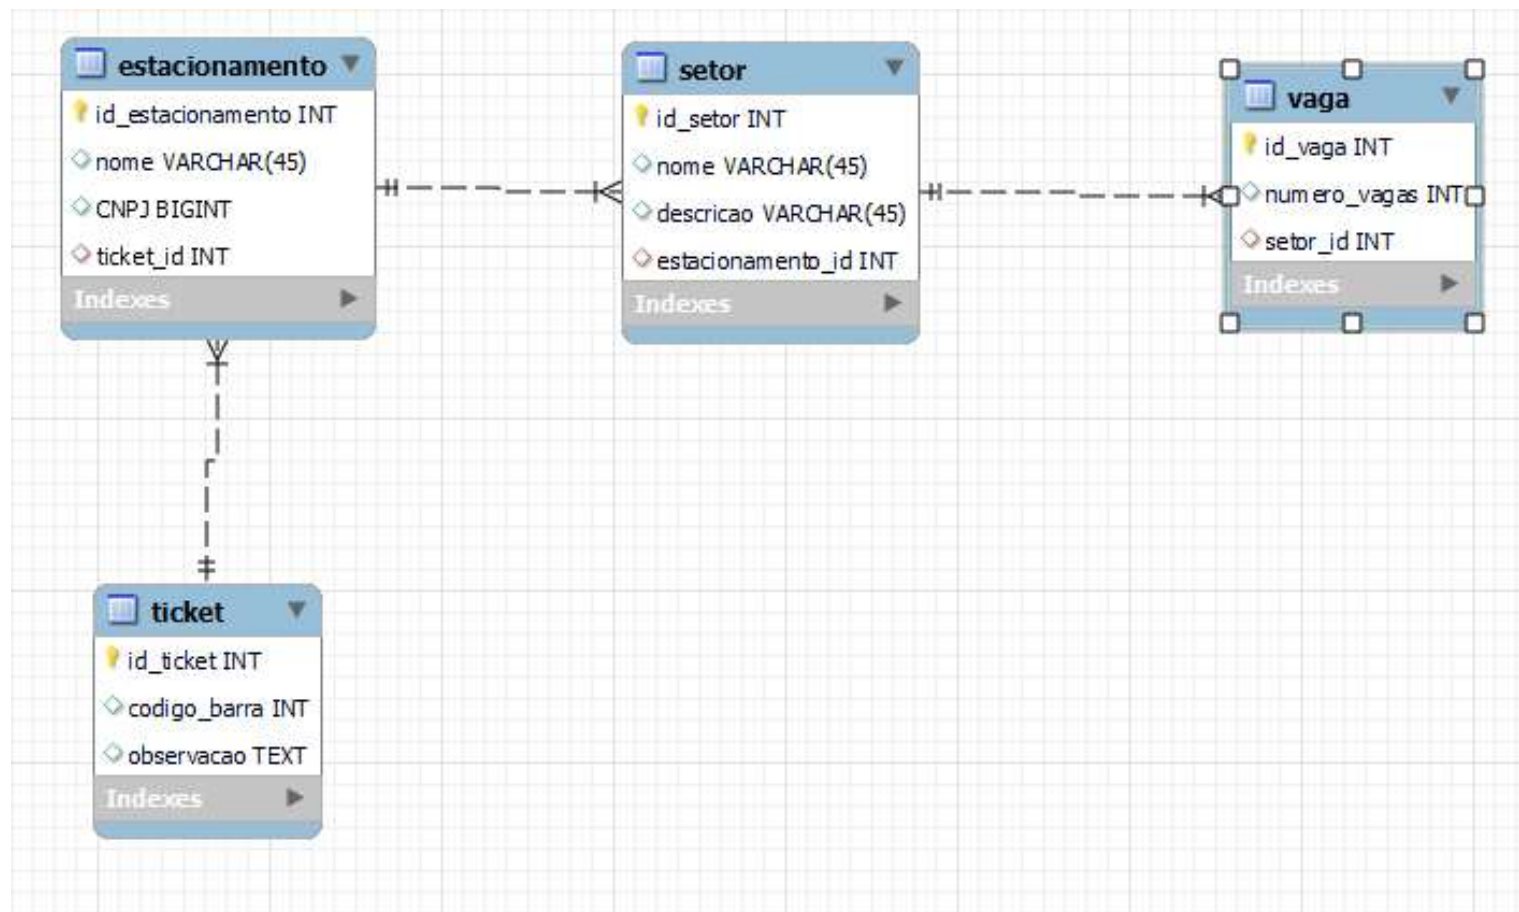 estacionamento
id_estacionamento INT
nome VARCHAR(45)
CNPJ BIGINT
ticket_id INT
Indexes
setor
id_setor INT
nome VARCHAR(45)
descricao VARCHAR(45)
estacionamento_id INT
Indexes
vaga
id_vaga INT
numero_vagas INT
setor_id INT
Indexes
ticket
id_ticket INT
codigo_barra INT
observacao TEXT
Indexes